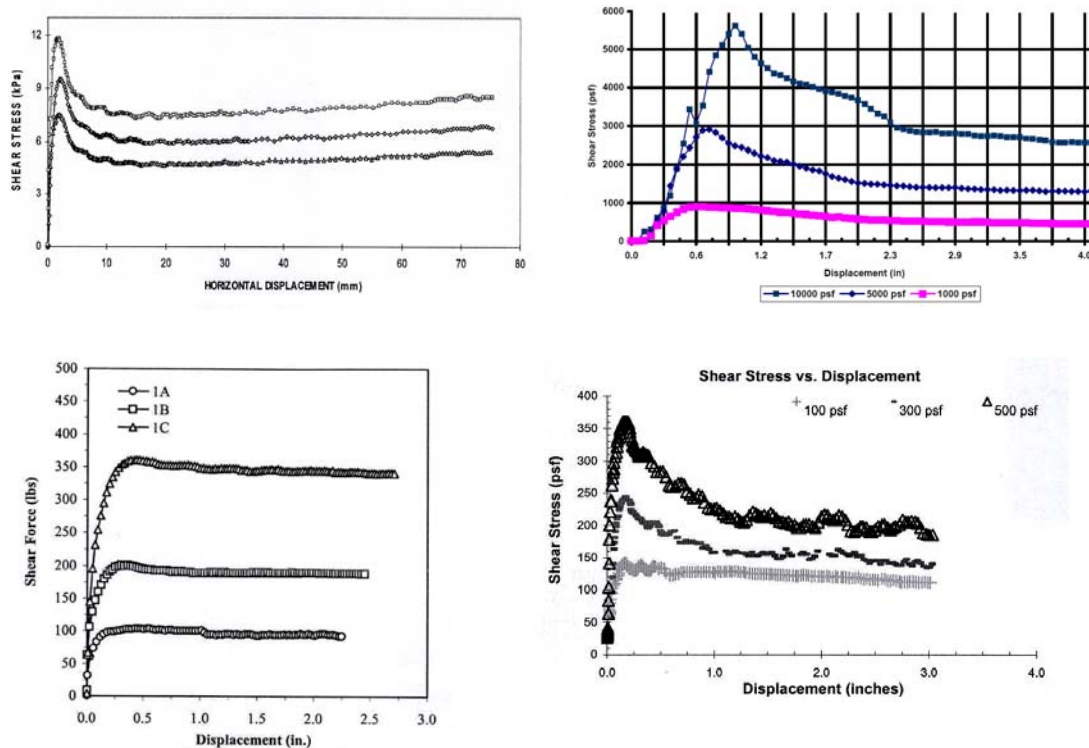 SHEAR STRESS (kPa)
12
9
6
3
0
0 10 20 30 40 50 60 70 80
HORIZONTAL DISPLACEMENT (mm)
Shear Stress (psf)
6000
5000
4000
3000
2000
1000
0
0.0 0.6 1.2 1.7 2.3 2.9 3.5 4.0
Displacement (in)
10000 psf 5000 psf 1000 psf
Shear Force (lbs)
500
450
400
350
300
250
200
150
100
50
0
1A
1B
1C
0.0 0.5 1.0 1.5 2.0 2.5 3.0
Displacement (in.)
Shear Stress vs. Displacement
100 psf 300 psf 500 psf
Shear Stress (psf)
400
350
300
250
200
150
100
50
0
0.0 1.0 2.0 3.0 4.0
Displacement (inches)